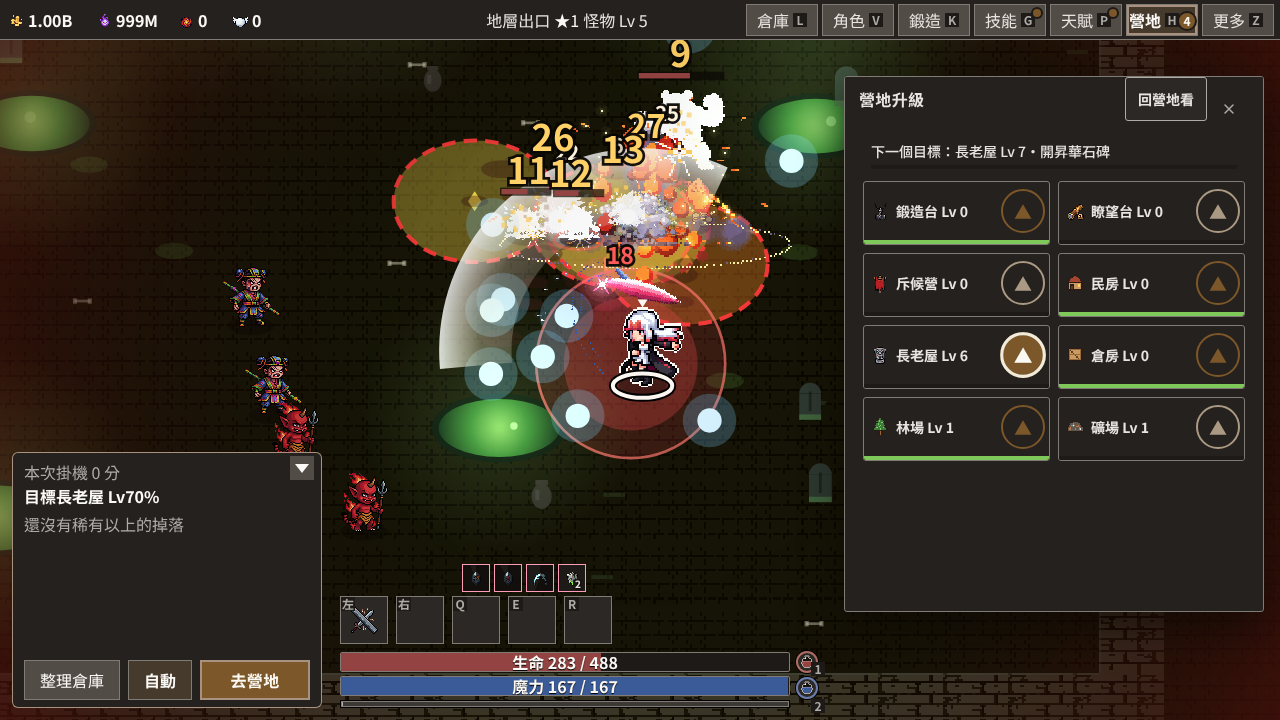 1.00B 999M 0 0 地層出口 ★1 怪物 Lv 5 倉庫 L 角色 V 鍛造 K 技能 G 天賦 P 營地 H 4 更多 Z
9
25
27
26
13
1112
18
營地升級 回營地看 ×
下一個目標：長老屋 Lv 7・開昇華石碑
鍛造台 Lv 0 瞭望台 Lv 0
斥候營 Lv 0 民房 Lv 0
長老屋 Lv 6 倉房 Lv 0
林場 Lv 1 礦場 Lv 1
本次掛機 0 分
目標長老屋 Lv70%
還沒有稀有以上的掉落
整理倉庫 自動 去營地
2
左 右 Q E R
生命 283 / 488 1
魔力 167 / 167 2